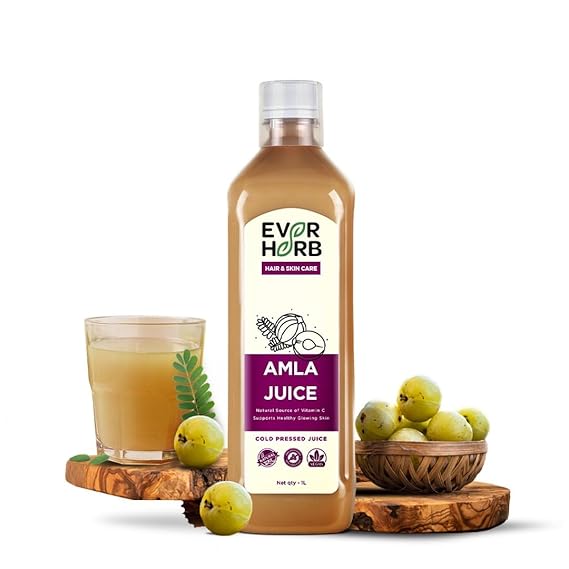 EVER
HERB
HAIR & SKIN CARE
AMLA
JUICE
Natural Source of Vitamin C
Supports Healthy Glowing Skin
COLD PRESSED JUICE
VEGAN
Net qty - 1L